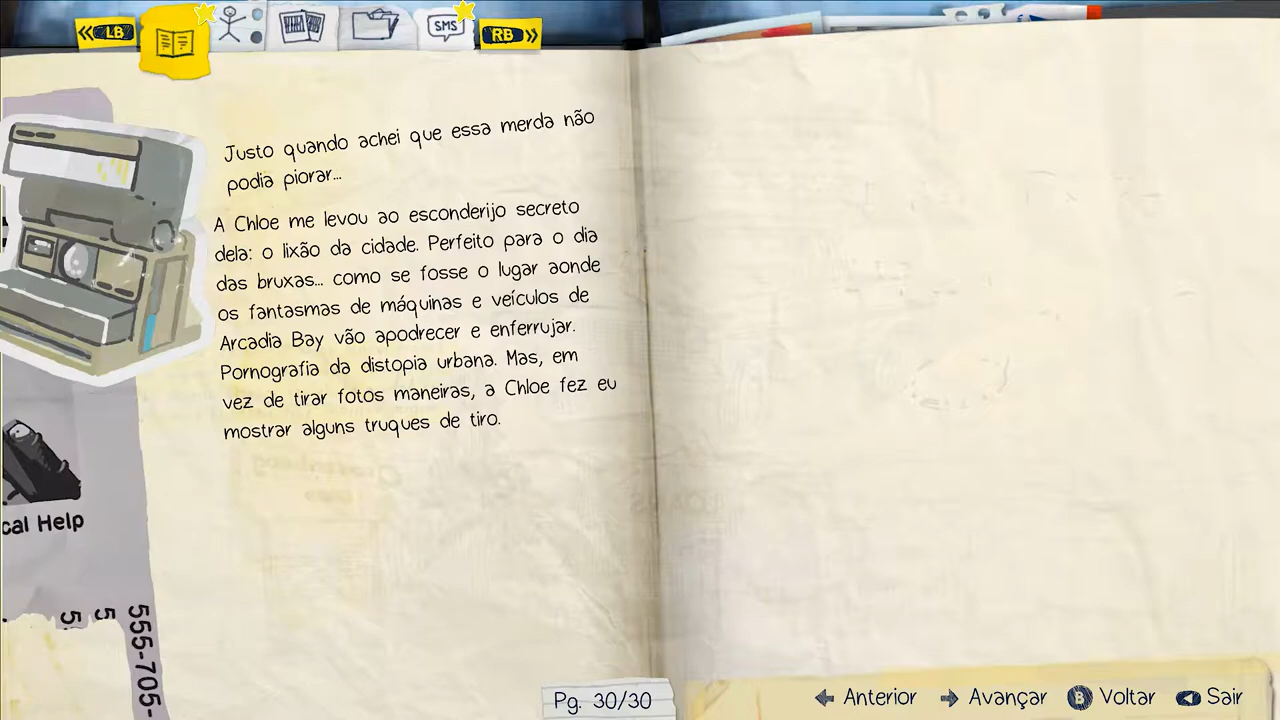 LB
SMS
RB
Justo quando achei que essa merda não
podia piorar...
A Chloe me levou ao esconderijo secreto
dela: o lixão da cidade. Perfeito para o dia
das bruxas... como se fosse o lugar aonde
os fantasmas de máquinas e veículos de
Arcadia Bay vão apodrecer e enferrujar.
Pornografia da distopia urbana. Mas, em
vez de tirar fotos maneiras, a Chloe fez eu
mostrar alguns truques de tiro.
cal Help
5
5
555-705-
Pg. 30/30
Anterior
Avançar
B Voltar
Sair